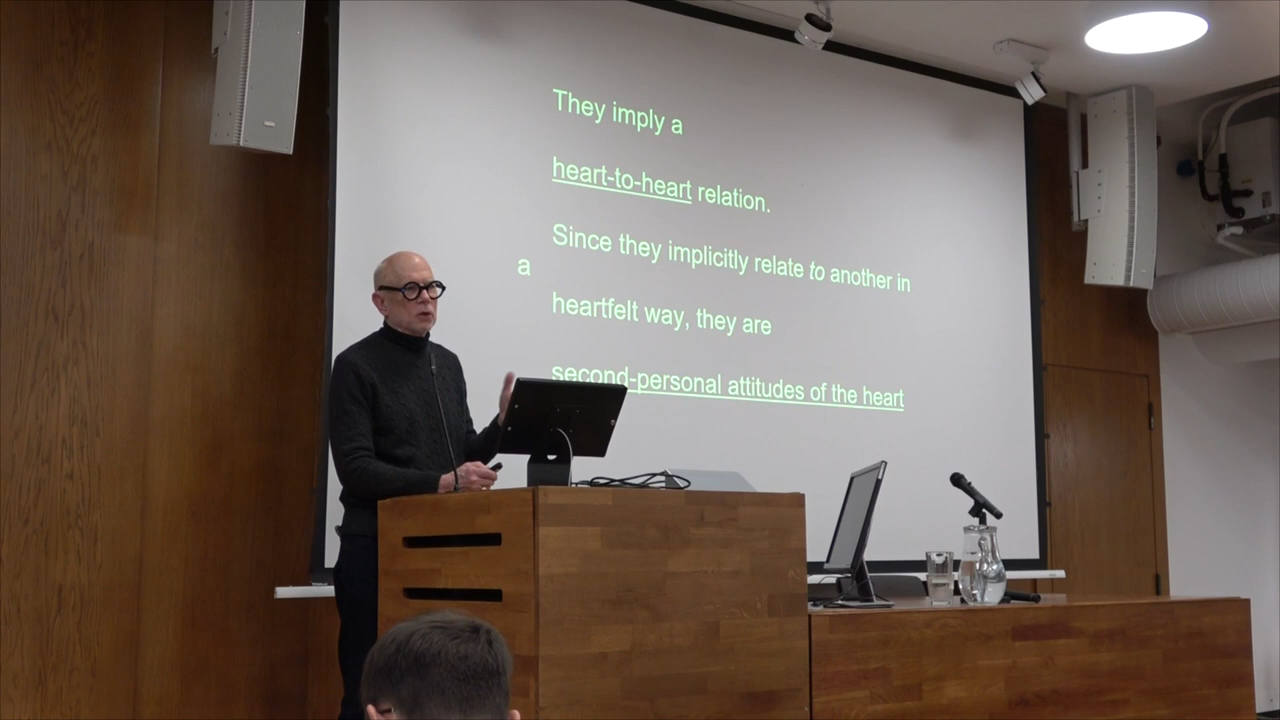 They imply a
heart-to-heart relation.
Since they implicitly relate to another in
a
heartfelt way, they are
second-personal attitudes of the heart